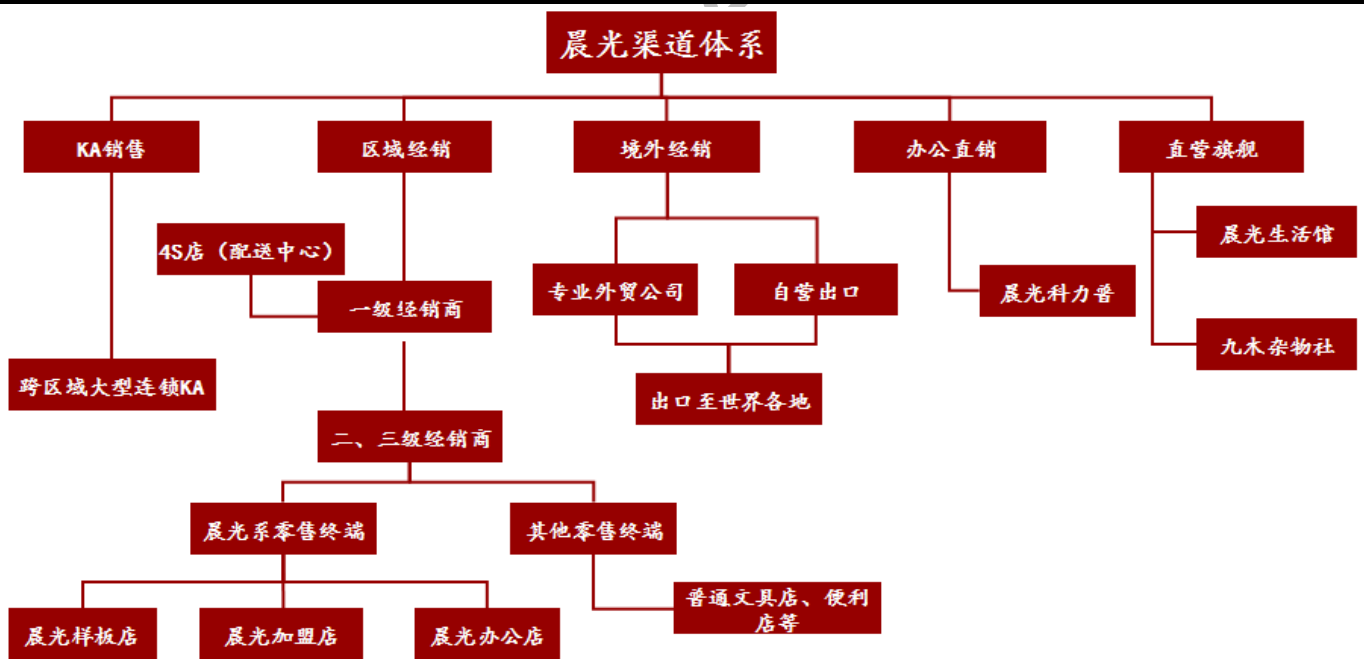 晨光渠道体系
KA销售
区域经销
境外经销
办公直销
直营旗舰
4S店（配送中心）
晨光生活馆
专业外贸公司
自营出口
晨光科力普
一级经销商
九木杂物社
跨区域大型连锁KA
出口至世界各地
二、三级经销商
晨光系零售终端
其他零售终端
普通文具店、便利
店等
晨光样板店
晨光加盟店
晨光办公店